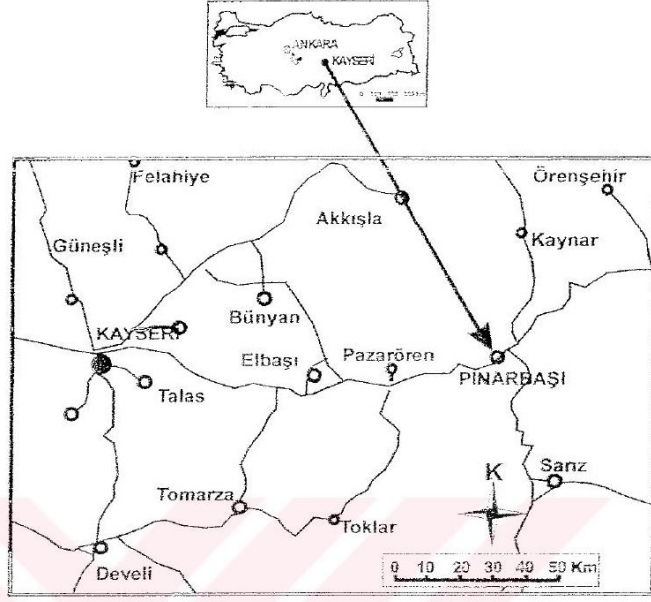 ANKARA
KAYSERİ
Felahiye
Örenşehir
Akkışla
Güneşli
Kaynar
Bünyan
KAYSERİ
Elbaşı
Pazarören
PINARBAŞI
Talas
K
Sarız
Tomarza
Toklar
Develi
0 10 20 30 40 50 Km